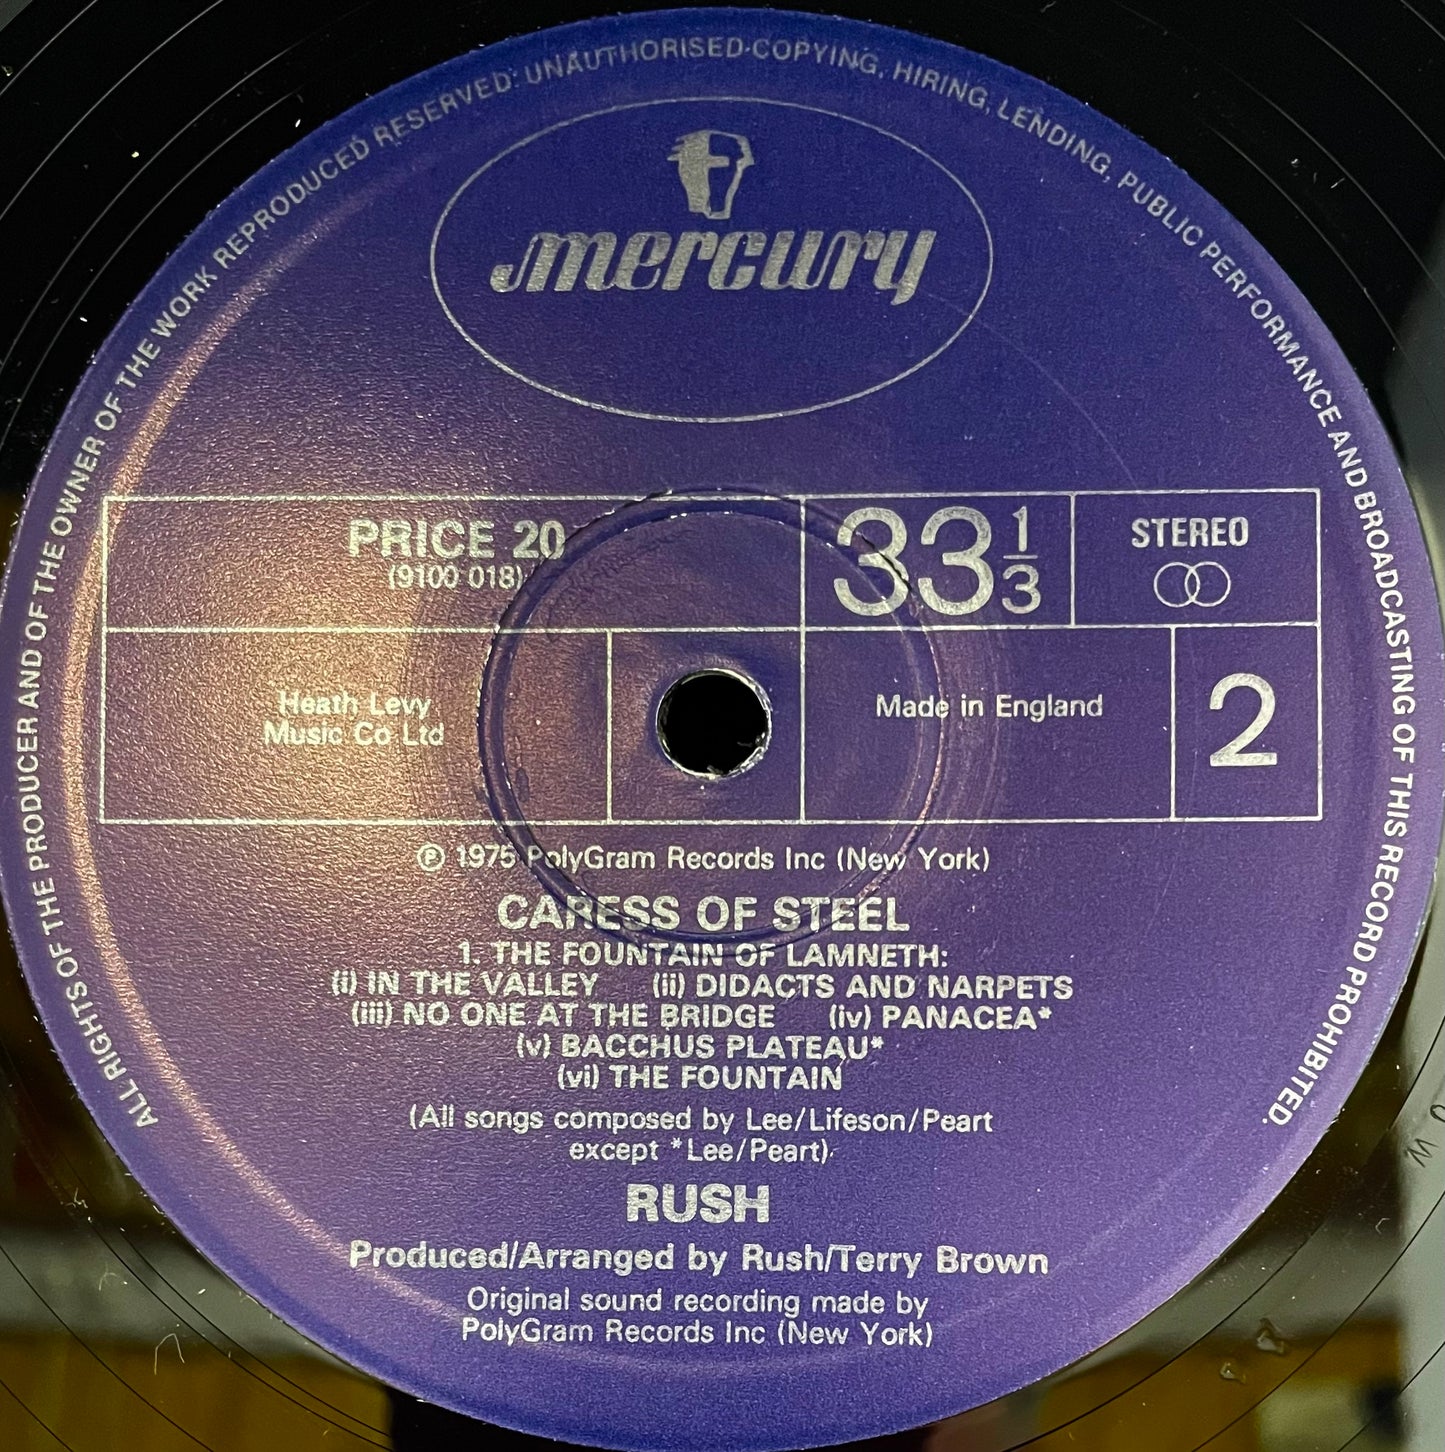 ALL RIGHTS OF THE PRODUCER AND OF THE OWNER OF THE WORK REPRODUCED RESERVED. UNAUTHORISED COPYING, HIRING, LENDING, PUBLIC PERFORMANCE AND BROADCASTING OF THIS RECORD PROHIBITED.
mercury
PRICE 20
(9100 018)
33 1/3
STEREO
Heath Levy
Music Co Ltd
Made in England
2
Ⓟ 1975 PolyGram Records Inc (New York)
CARESS OF STEEL
1. THE FOUNTAIN OF LAMNETH:
(i) IN THE VALLEY (ii) DIDACTS AND NARPETS
(iii) NO ONE AT THE BRIDGE (iv) PANACEA*
(v) BACCHUS PLATEAU*
(vi) THE FOUNTAIN
(All songs composed by Lee/Lifeson/Peart
except *Lee/Peart).
RUSH
Produced/Arranged by Rush/Terry Brown
Original sound recording made by
PolyGram Records Inc (New York)